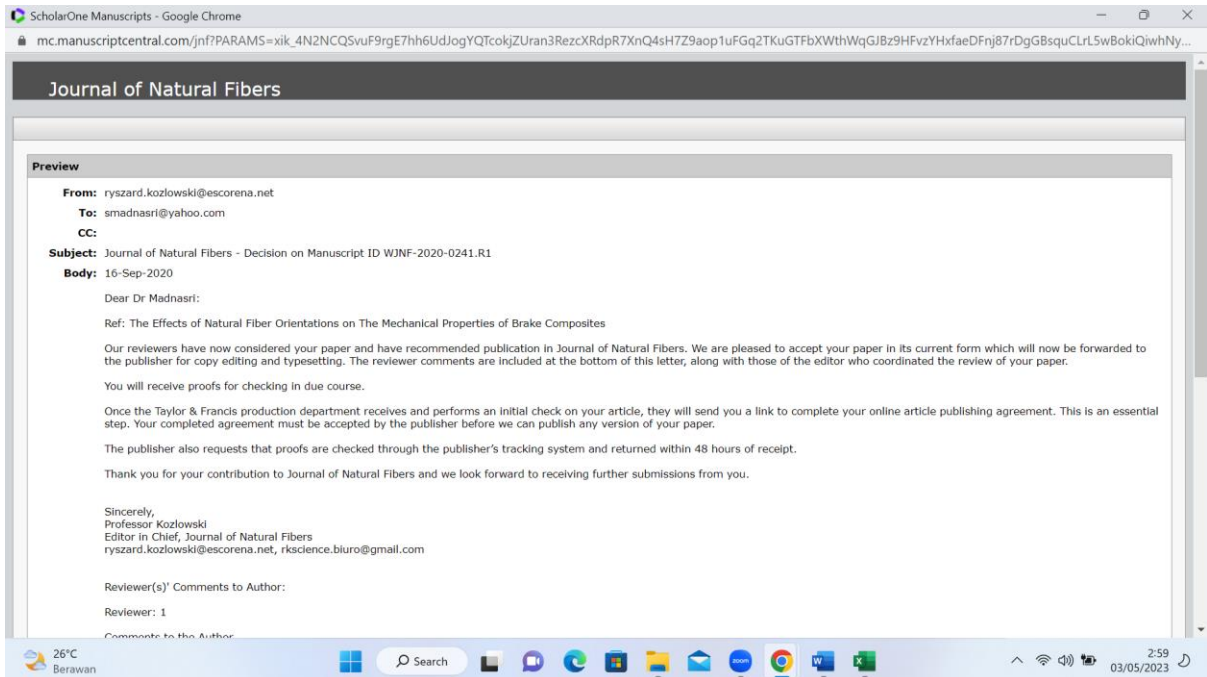 ScholarOne Manuscripts - Google Chrome
mc.manuscriptcentral.com/jnf?PARAMS=xik_4N2NCQSvuF9rgE7hh6UdJogYQTcokjZUran3RezcXRdpR7XnQ4sH7Z9aop1uFGq2TKuGTFbXWthWqGJBz9HFvzYHxfaeDFnj87rDgGBsquCLrL5wBokiQiwhNy...
Journal of Natural Fibers
Preview
From: ryszard.kozlowski@escorena.net
To: smadnasri@yahoo.com
CC:
Subject: Journal of Natural Fibers - Decision on Manuscript ID WJNF-2020-0241.R1
Body: 16-Sep-2020
Dear Dr Madnasri:
Ref: The Effects of Natural Fiber Orientations on The Mechanical Properties of Brake Composites
Our reviewers have now considered your paper and have recommended publication in Journal of Natural Fibers. We are pleased to accept your paper in its current form which will now be forwarded to
the publisher for copy editing and typesetting. The reviewer comments are included at the bottom of this letter, along with those of the editor who coordinated the review of your paper.
You will receive proofs for checking in due course.
Once the Taylor & Francis production department receives and performs an initial check on your article, they will send you a link to complete your online article publishing agreement. This is an essential
step. Your completed agreement must be accepted by the publisher before we can publish any version of your paper.
The publisher also requests that proofs are checked through the publisher's tracking system and returned within 48 hours of receipt.
Thank you for your contribution to Journal of Natural Fibers and we look forward to receiving further submissions from you.
Sincerely,
Professor Kozlowski
Editor in Chief, Journal of Natural Fibers
ryszard.kozlowski@escorena.net, rkscience.biuro@gmail.com
Reviewer(s)' Comments to Author:
Reviewer: 1
Comments to the Author
26°C
Berawan
Search
zoom
2:59
03/05/2023